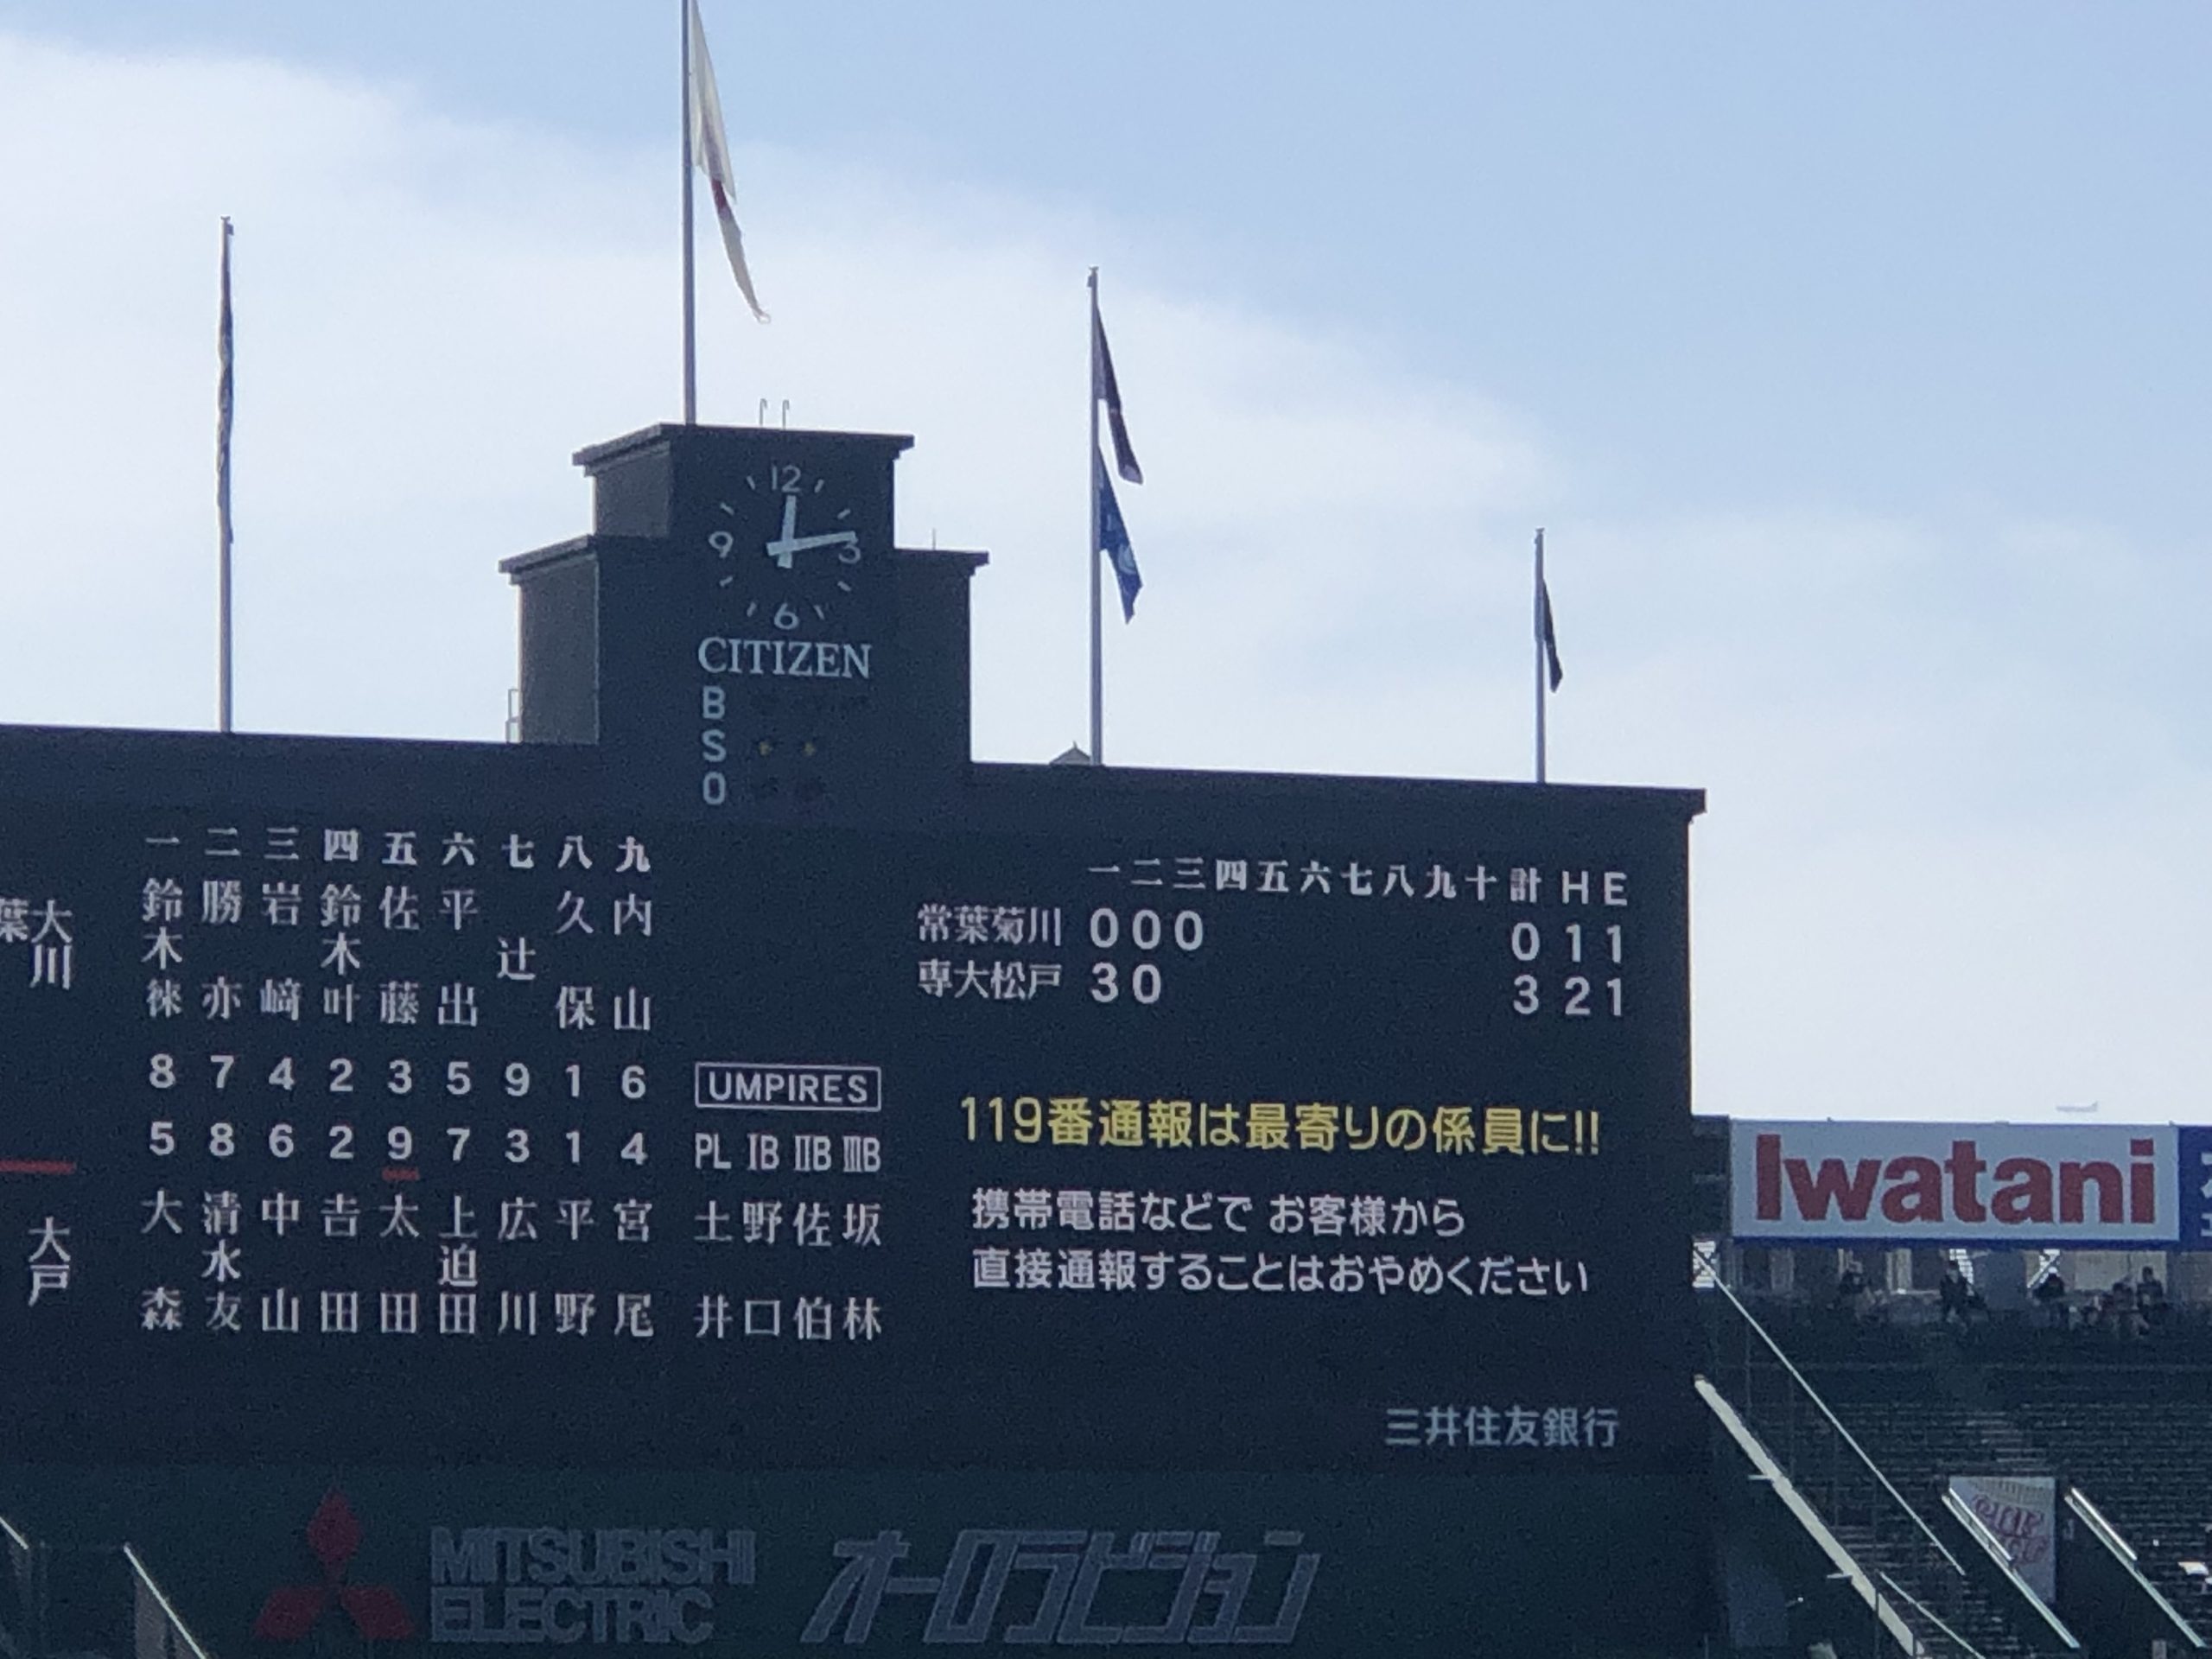 12
9 3
6
CITIZEN
B
S
O
一 二 三 四 五 六 七 八 九
鈴木徠 勝亦 岩﨑 鈴木叶 佐藤 平出 辻 久保 内山
8 7 4 2 3 5 9 1 6
5 8 6 2 9 7 3 1 4
大森 清水友 中山 吉田 太田 上迫田 広川 平野 宮尾
UMPIRES
PL IB IIB IIIB
土井 野口 佐伯 坂林
一 二 三 四 五 六 七 八 九 十 計 H E
常葉菊川 0 0 0 0 1 1
専大松戸 3 0 3 2 1
119番通報は最寄りの係員に!!
携帯電話などで お客様から
直接通報することはおやめください
三井住友銀行
MITSUBISHI
ELECTRIC
オーロラビジョン
Iwatani